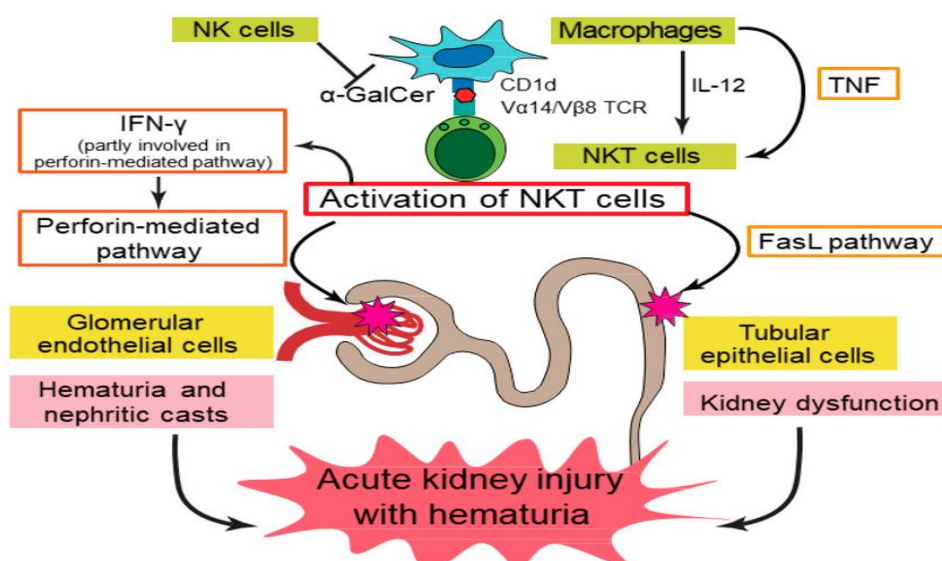 NK cells
Macrophages
α-GalCer
CD1d
Vα14/Vβ8 TCR
IL-12
TNF
NKT cells
IFN-γ
(partly involved in
perforin-mediated pathway)
Activation of NKT cells
Perforin-mediated
pathway
FasL pathway
Glomerular
endothelial cells
Tubular
epithelial cells
Hematuria and
nephritic casts
Kidney dysfunction
Acute kidney injury
with hematuria